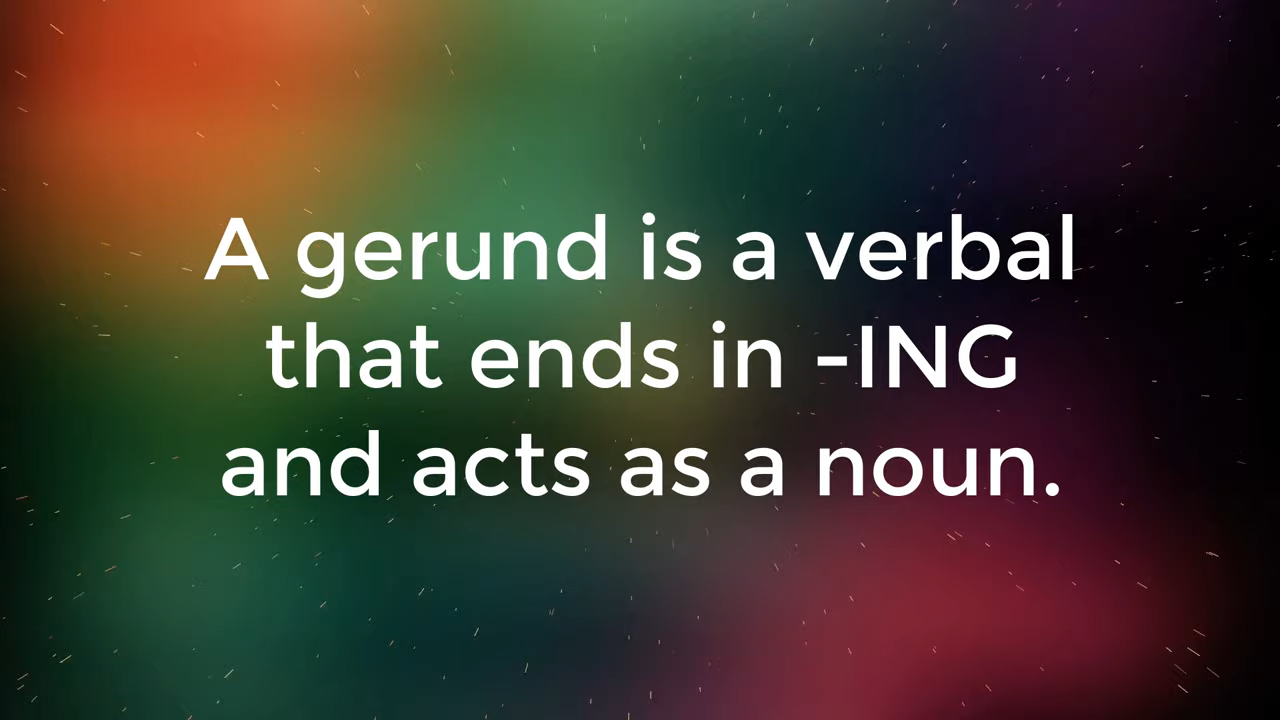 A gerund is a verbal
that ends in -ING
and acts as a noun.